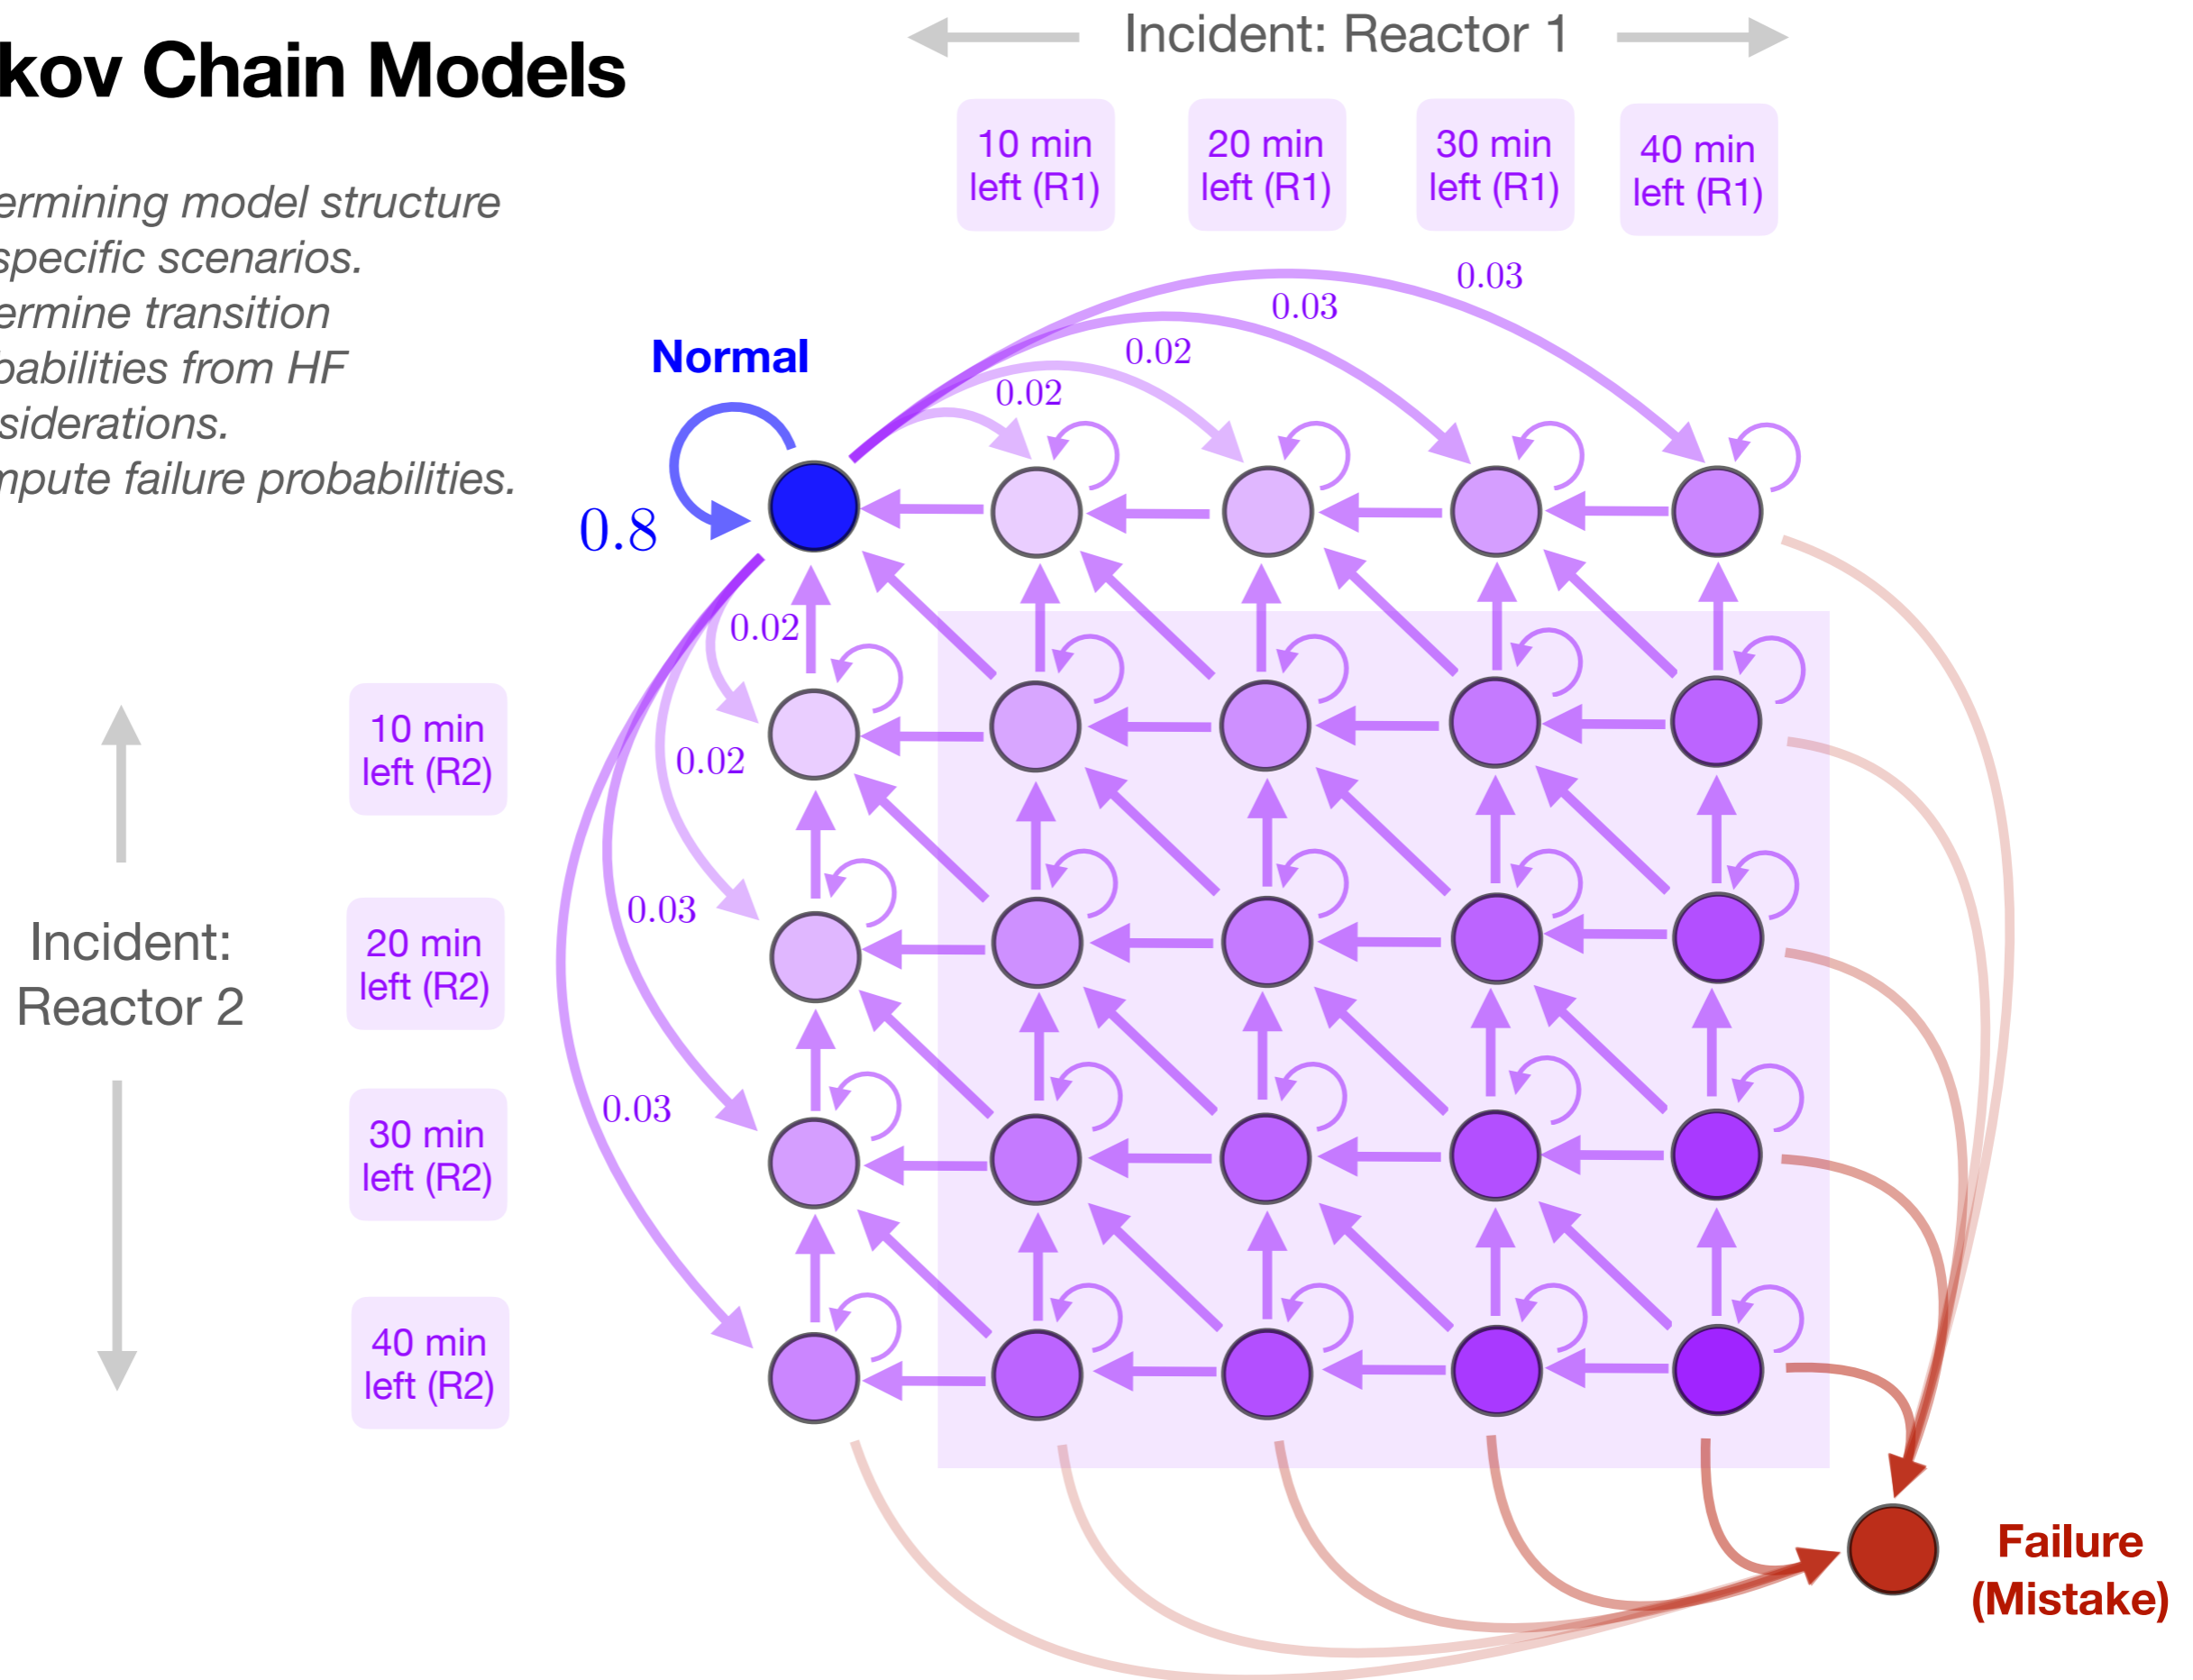 kov Chain Models
ermining model structure
specific scenarios.
ermine transition
babilities from HF
siderations.
mpute failure probabilities.
Incident: Reactor 1
10 min
left (R1)
20 min
left (R1)
30 min
left (R1)
40 min
left (R1)
0.03
0.03
0.02
0.02
Normal
0.8
0.02
0.02
0.03
0.03
10 min
left (R2)
20 min
left (R2)
30 min
left (R2)
40 min
left (R2)
Incident:
Reactor 2
Failure
(Mistake)